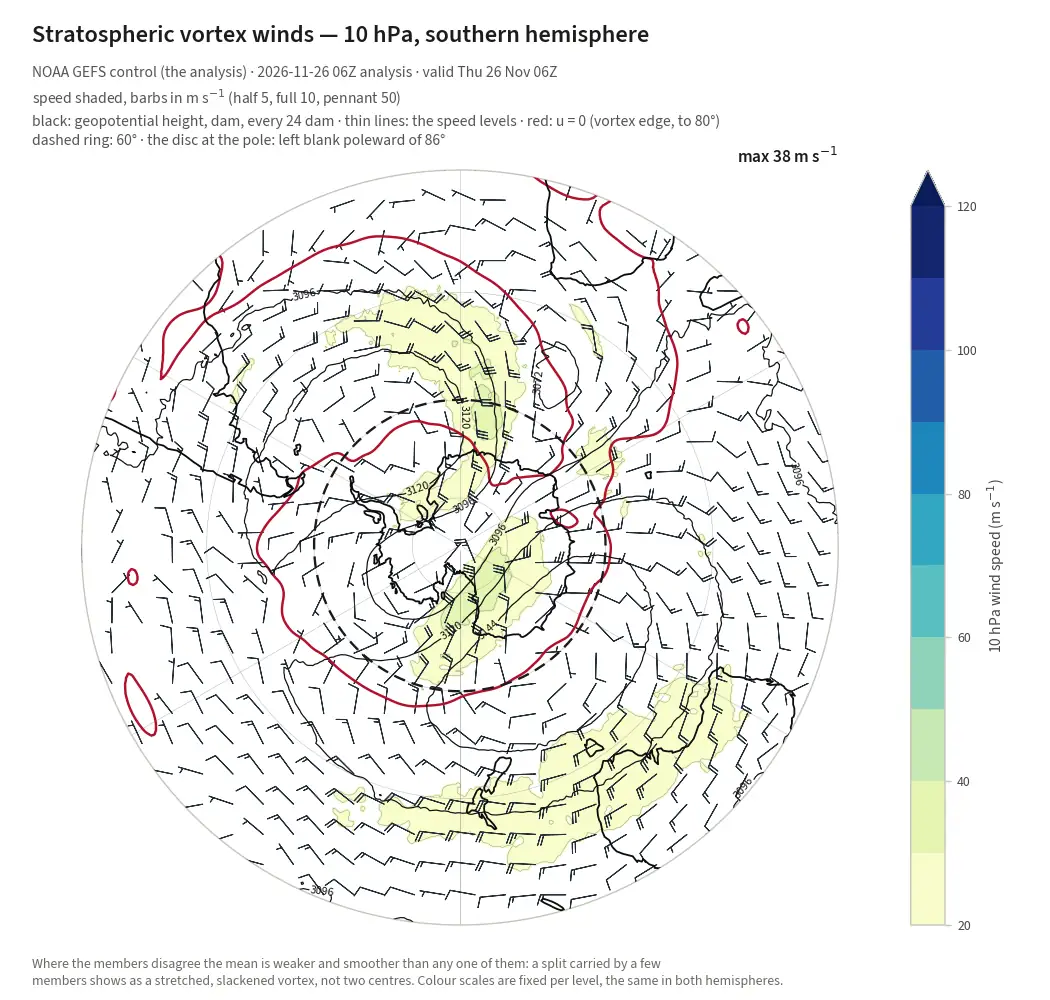 Stratospheric vortex winds — 10 hPa, southern hemisphere
NOAA GEFS control (the analysis) · 2026-11-26 06Z analysis · valid Thu 26 Nov 06Z
speed shaded, barbs in m s⁻¹ (half 5, full 10, pennant 50)
black: geopotential height, dam, every 24 dam · thin lines: the speed levels · red: u = 0 (vortex edge, to 80°)
dashed ring: 60° · the disc at the pole: left blank poleward of 86°
max 38 m s⁻¹
120
100
80
60
40
20
10 hPa wind speed (m s⁻¹)
3096
3072
3120
3120
3096
3096
3096
3096
3096
Where the members disagree the mean is weaker and smoother than any one of them: a split carried by a few
members shows as a stretched, slackened vortex, not two centres. Colour scales are fixed per level, the same in both hemispheres.